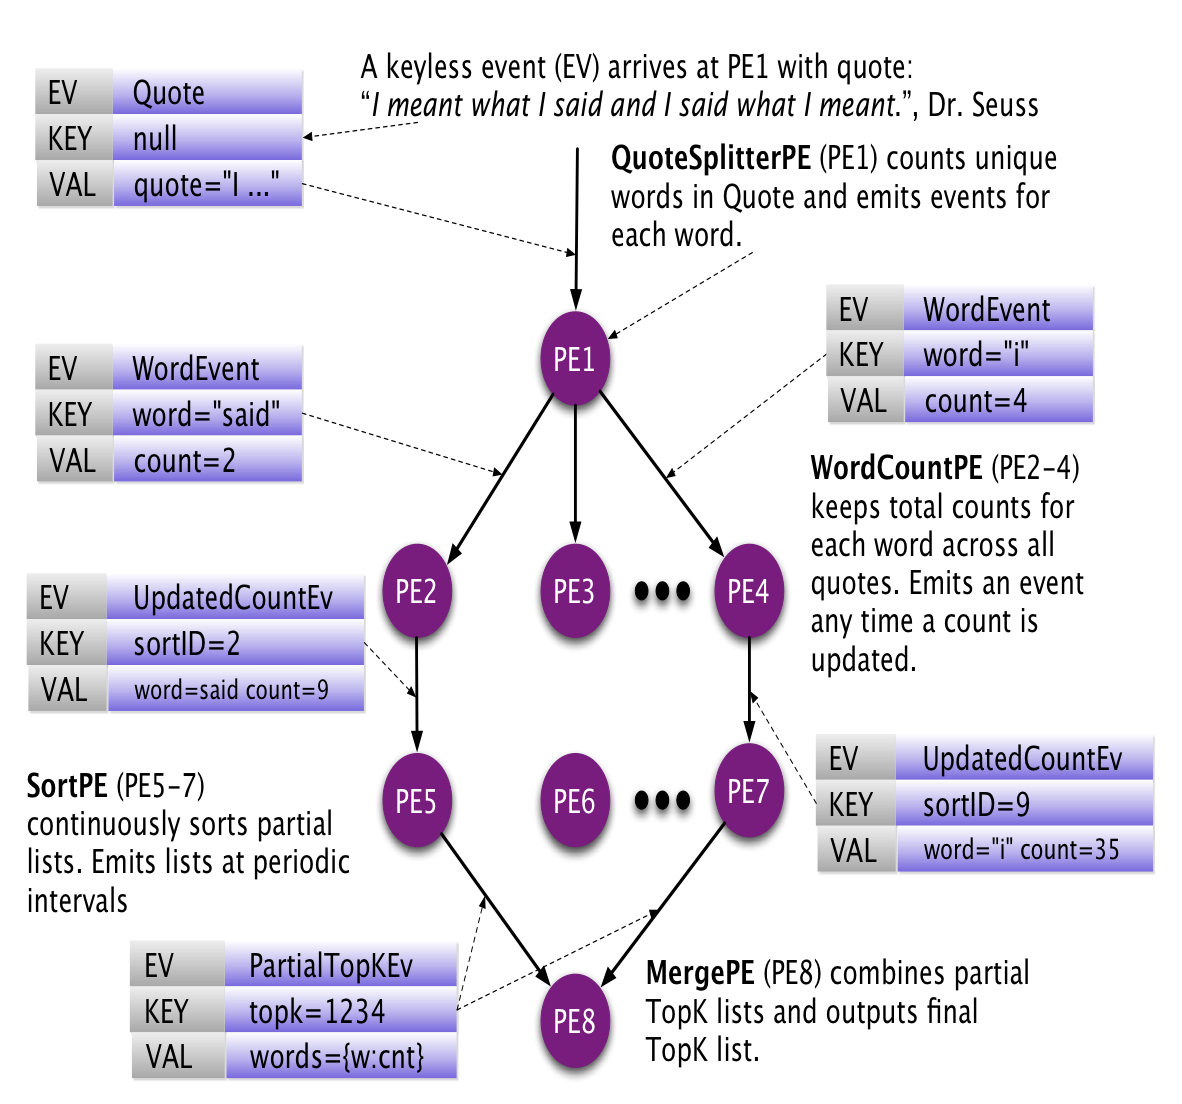 A keyless event (EV) arrives at PE1 with quote:
“I meant what I said and I said what I meant.”, Dr. Seuss
EV Quote
KEY null
VAL quote="I ..."
QuoteSplitterPE (PE1) counts unique
words in Quote and emits events for
each word.
PE1
EV WordEvent
KEY word="said"
VAL count=2
EV WordEvent
KEY word="i"
VAL count=4
WordCountPE (PE2–4)
keeps total counts for
each word across all
quotes. Emits an event
any time a count is
updated.
PE2 PE3 PE4
EV UpdatedCountEv
KEY sortID=2
VAL word=said count=9
EV UpdatedCountEv
KEY sortID=9
VAL word="i" count=35
SortPE (PE5–7)
continuously sorts partial
lists. Emits lists at periodic
intervals
PE5 PE6 PE7
EV PartialTopKEv
KEY topk=1234
VAL words={w:cnt}
PE8
MergePE (PE8) combines partial
TopK lists and outputs final
TopK list.